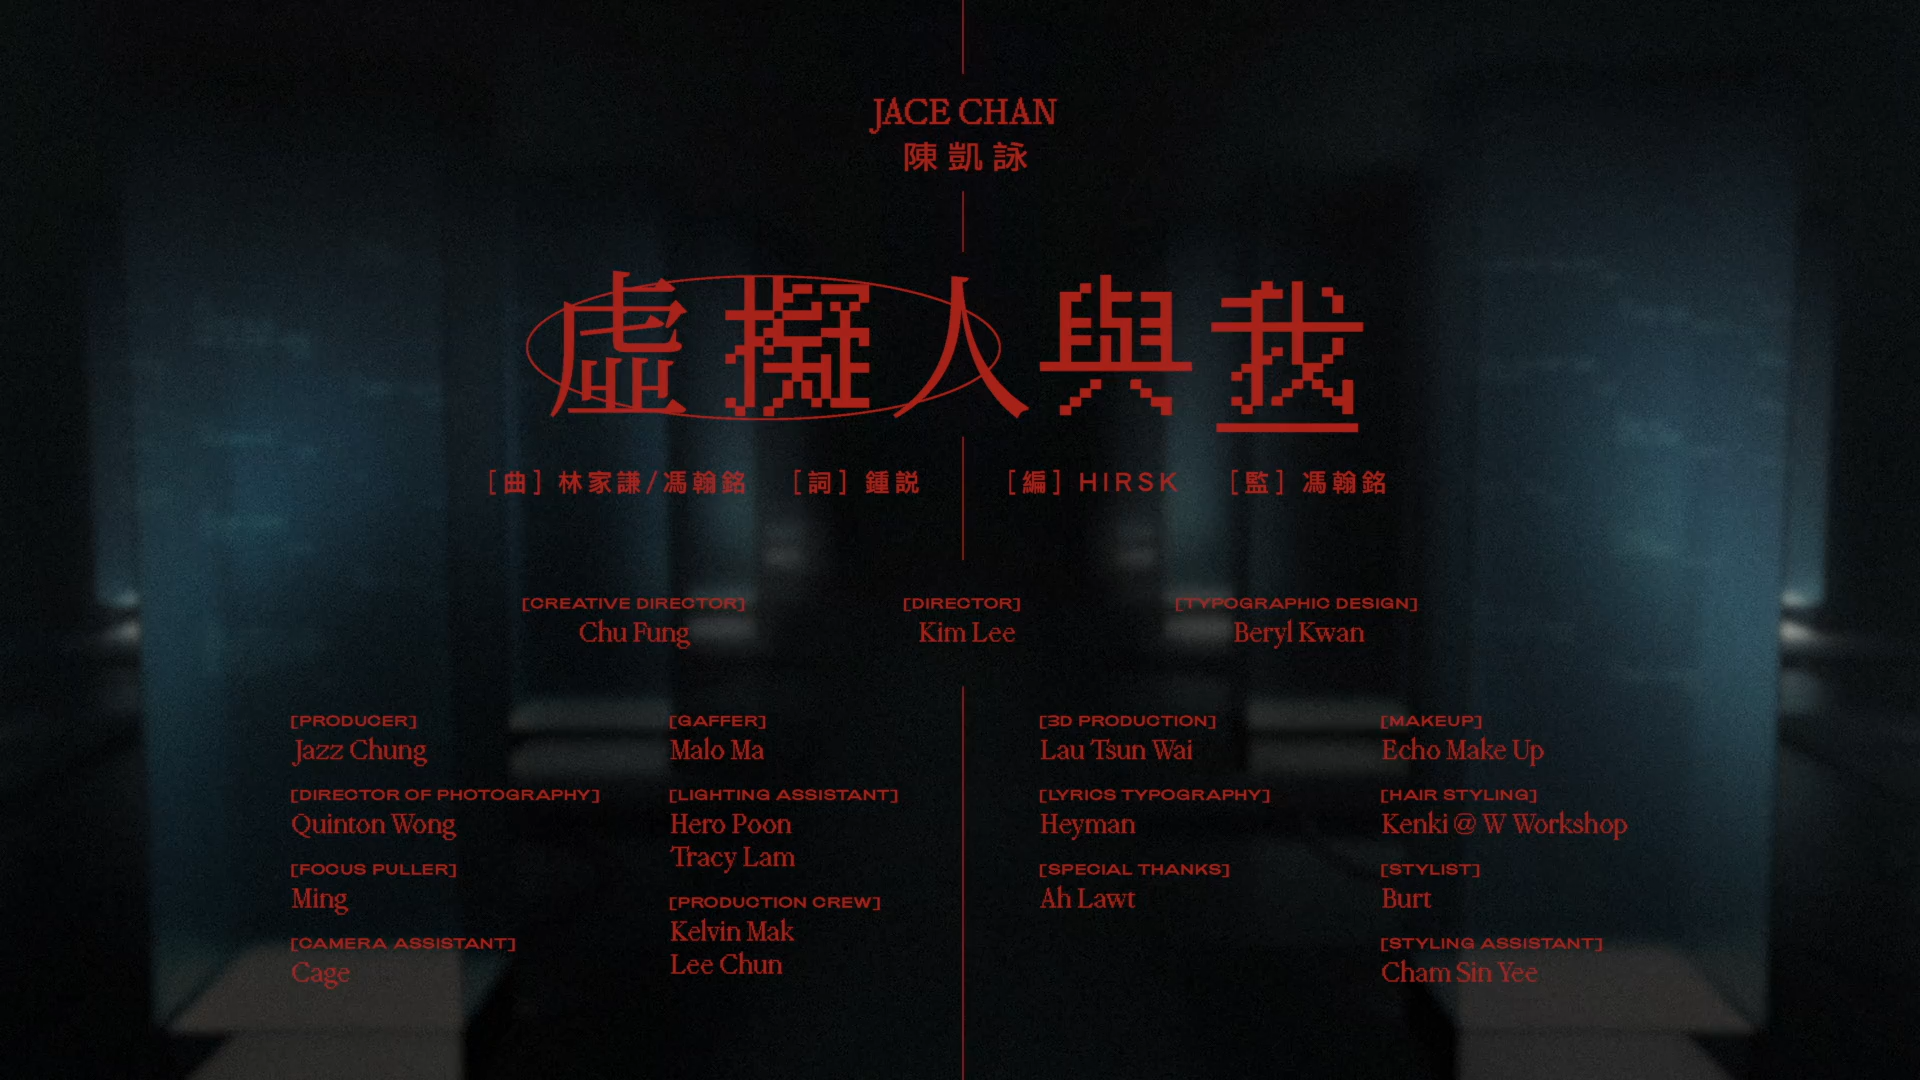 JACE CHAN
陳凱詠
虛擬人與我
[曲] 林家謙/馮翰銘 [詞] 鍾説 [編] HIRSK [監] 馮翰銘
[CREATIVE DIRECTOR]
Chu Fung
[DIRECTOR]
Kim Lee
[TYPOGRAPHIC DESIGN]
Beryl Kwan
[PRODUCER]
Jazz Chung
[DIRECTOR OF PHOTOGRAPHY]
Quinton Wong
[FOCUS PULLER]
Ming
[CAMERA ASSISTANT]
Cage
[GAFFER]
Malo Ma
[LIGHTING ASSISTANT]
Hero Poon
Tracy Lam
[PRODUCTION CREW]
Kelvin Mak
Lee Chun
[3D PRODUCTION]
Lau Tsun Wai
[LYRICS TYPOGRAPHY]
Heyman
[SPECIAL THANKS]
Ah Lawt
[MAKEUP]
Echo Make Up
[HAIR STYLING]
Kenki @ W Workshop
[STYLIST]
Burt
[STYLING ASSISTANT]
Cham Sin Yee